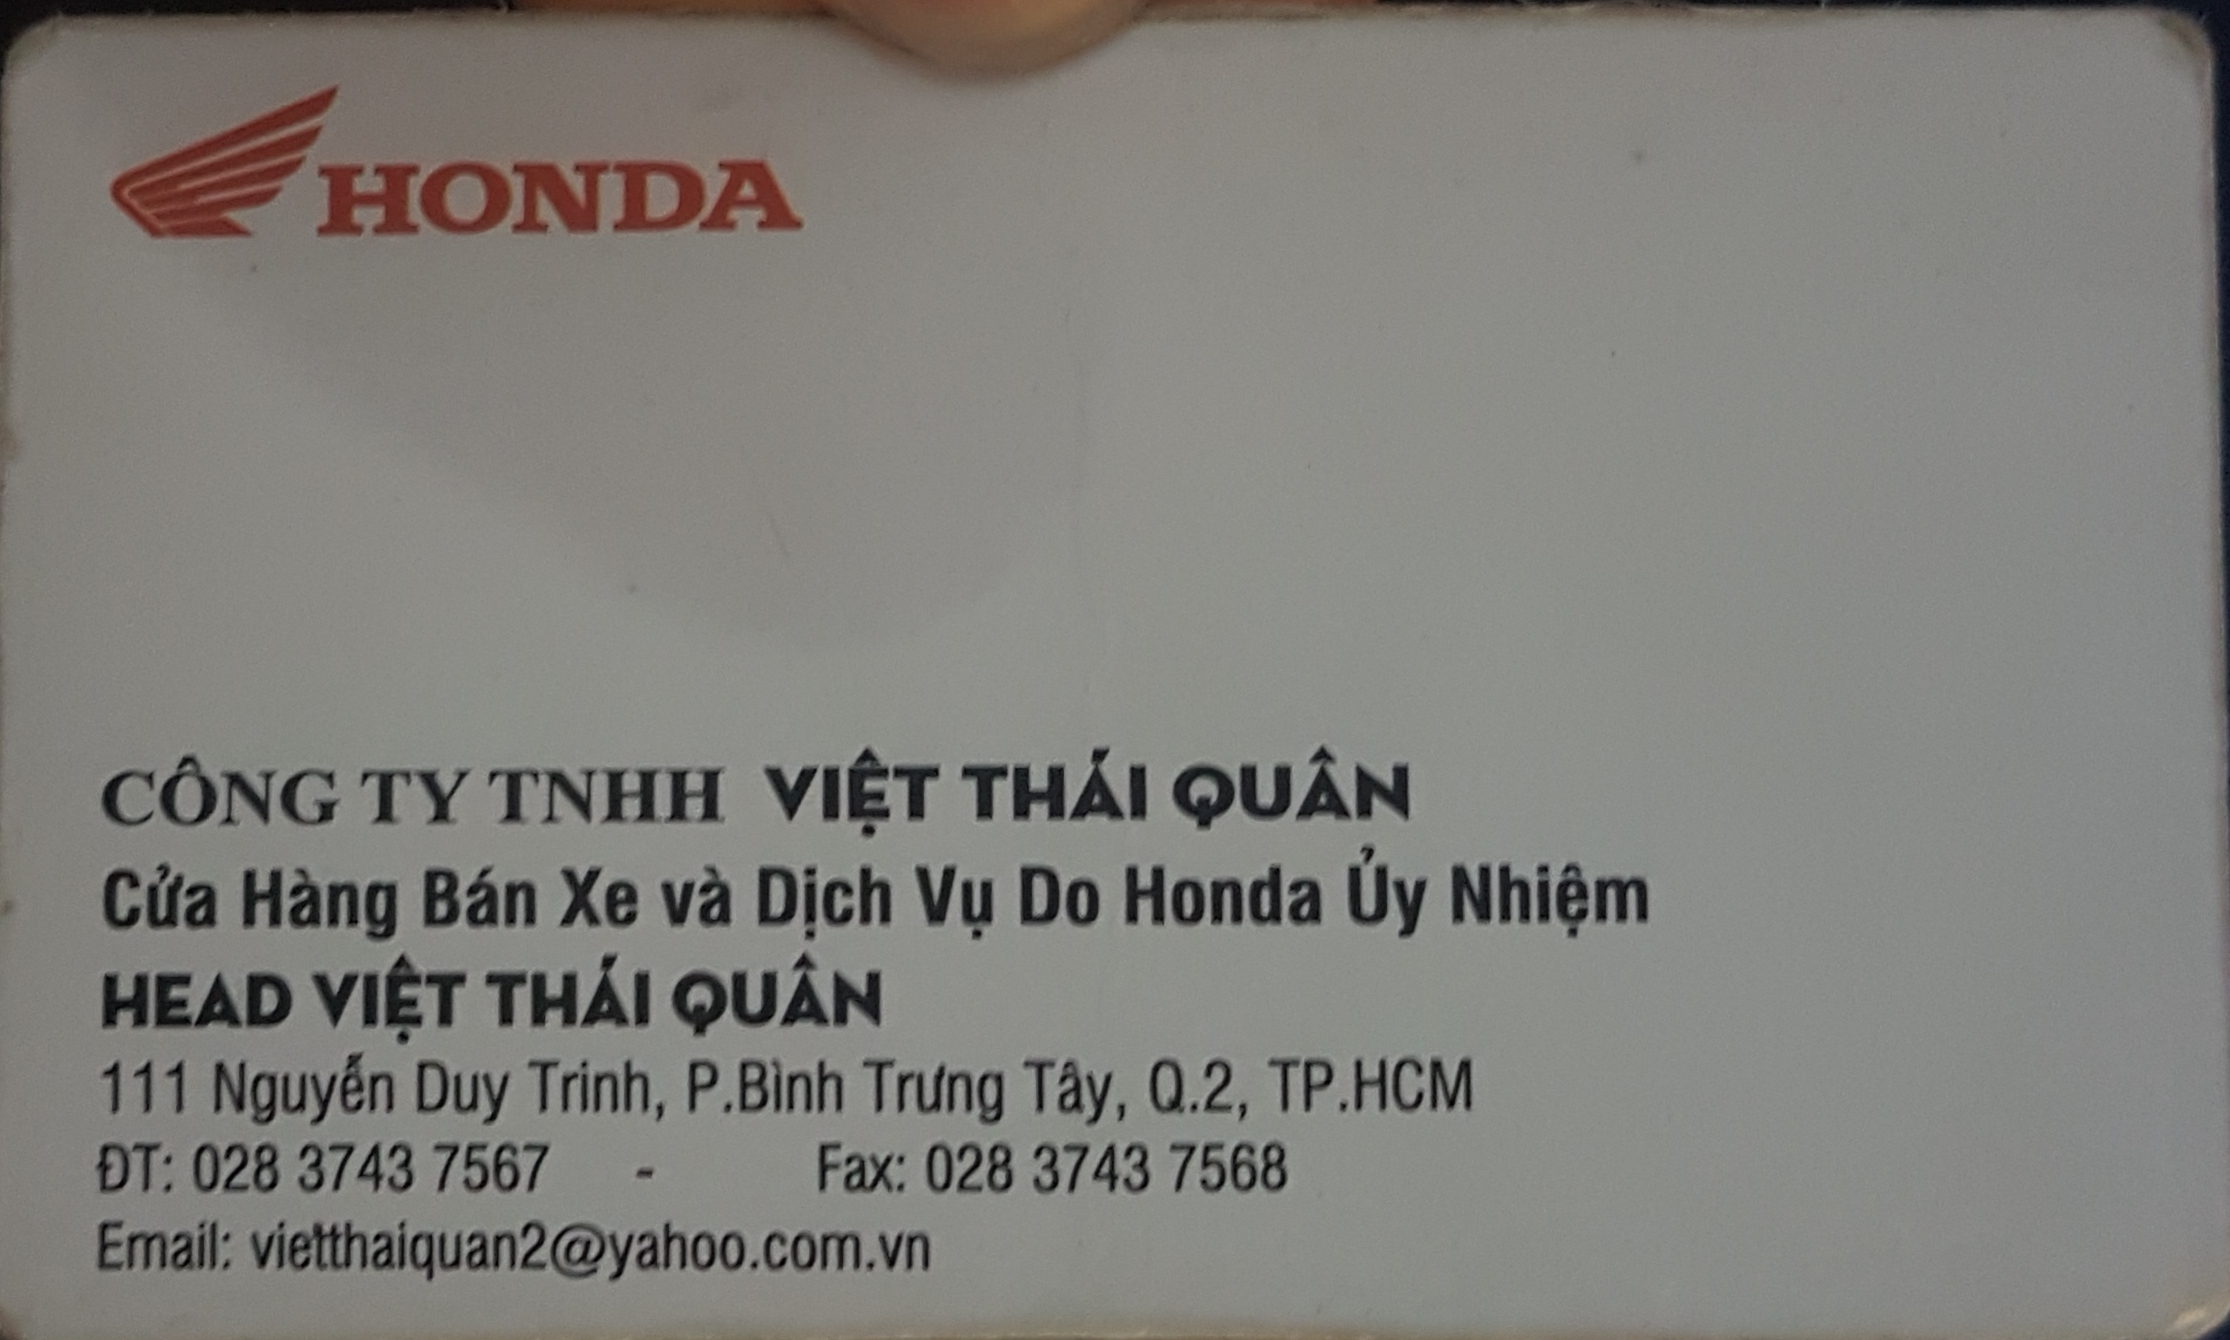 HONDA
CÔNG TY TNHH VIỆT THÁI QUÂN
Cửa Hàng Bán Xe và Dịch Vụ Do Honda Ủy Nhiệm
HEAD VIỆT THÁI QUÂN
111 Nguyễn Duy Trinh, P.Bình Trưng Tây, Q.2, TP.HCM
ĐT: 028 3743 7567 - Fax: 028 3743 7568
Email: vietthaiquan2@yahoo.com.vn